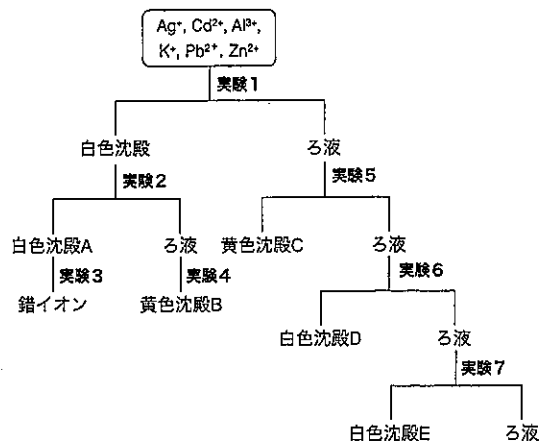 Ag⁺, Cd²⁺, Al³⁺,
K⁺, Pb²⁺, Zn²⁺
実験1
白色沈殿
ろ液
実験2
実験5
白色沈殿A
ろ液
黄色沈殿C
ろ液
実験3
実験4
実験6
錯イオン
黄色沈殿B
白色沈殿D
ろ液
実験7
白色沈殿E
ろ液